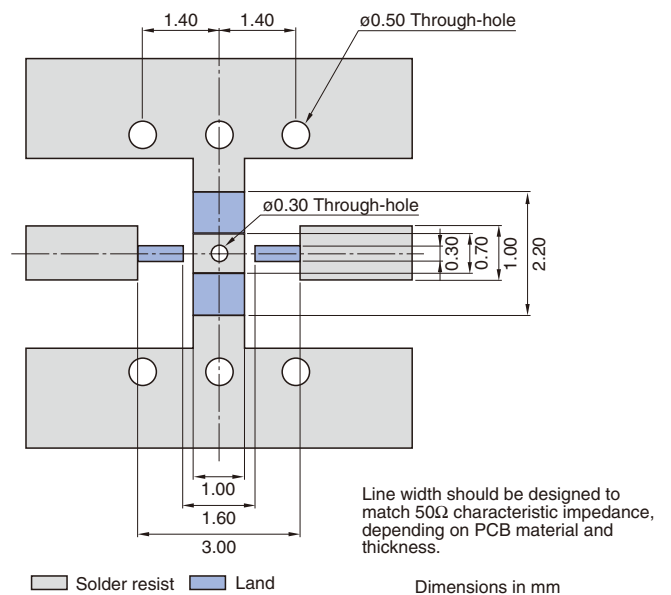 1.40 1.40
ø0.50 Through-hole
ø0.30 Through-hole
0.30
0.70
1.00
2.20
1.00
1.60
3.00
Line width should be designed to
match 50Ω characteristic impedance,
depending on PCB material and
thickness.
Solder resist Land
Dimensions in mm